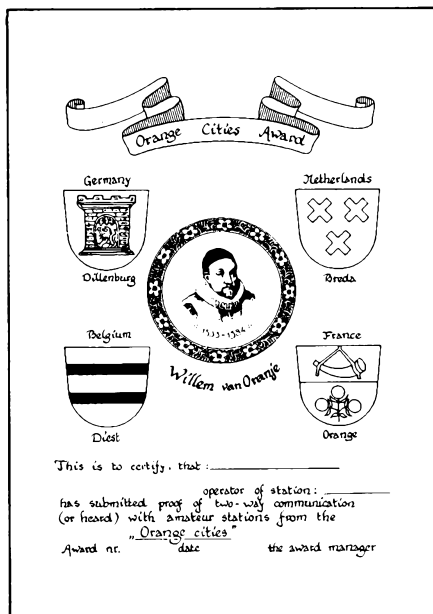 Orange Cities Award
Germany
Netherlands
Dillenburg
Breda
1533-1584
Willem van Oranje
Belgium
France
Diest
Orange
This is to certify, that:
operator of station:
has submitted proof of two-way communication
(or heard) with amateur stations from the
„Orange cities"
Award nr. date the award manager